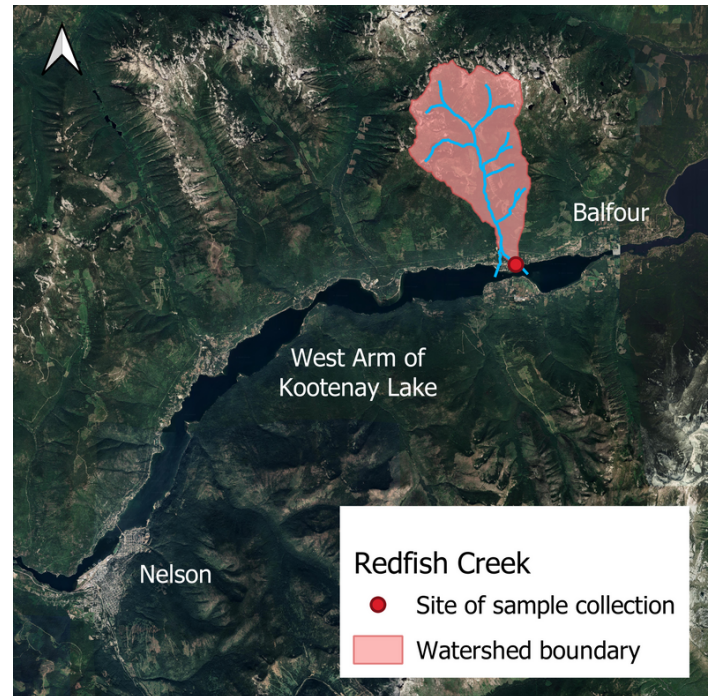 Balfour
West Arm of
Kootenay Lake
Nelson
Redfish Creek
Site of sample collection
Watershed boundary